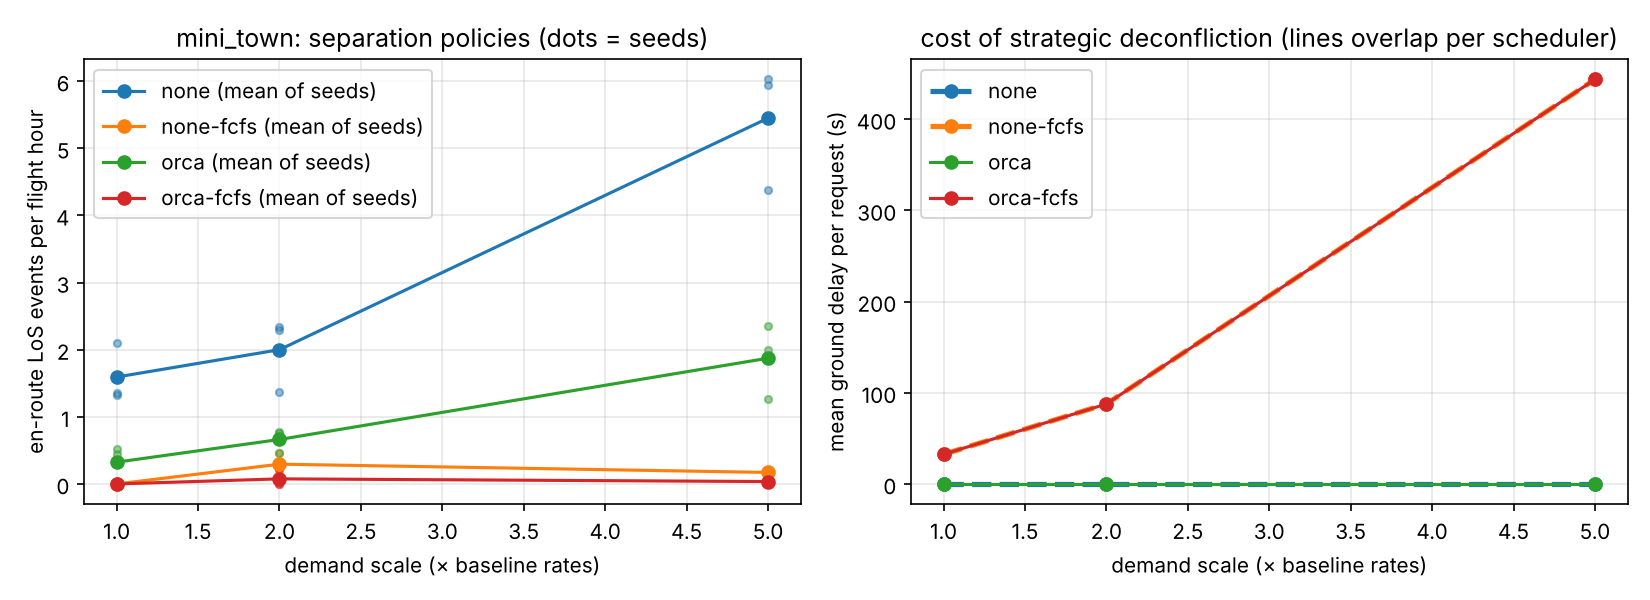 mini_town: separation policies (dots = seeds)
en-route LoS events per flight hour
6
5
4
3
2
1
0
none (mean of seeds)
none-fcfs (mean of seeds)
orca (mean of seeds)
orca-fcfs (mean of seeds)
1.0 1.5 2.0 2.5 3.0 3.5 4.0 4.5 5.0
demand scale (× baseline rates)
cost of strategic deconfliction (lines overlap per scheduler)
mean ground delay per request (s)
400
300
200
100
0
none
none-fcfs
orca
orca-fcfs
1.0 1.5 2.0 2.5 3.0 3.5 4.0 4.5 5.0
demand scale (× baseline rates)